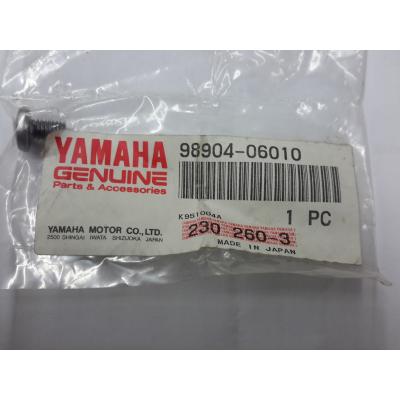 YAMAHA
GENUINE
Parts & Accessories
YAMAHA MOTOR CO., LTD.
2500 SHINGAI IWATA SHIZUOKA JAPAN
98904-06010
K951004A
1 PC
230 260-3
MADE IN JAPAN